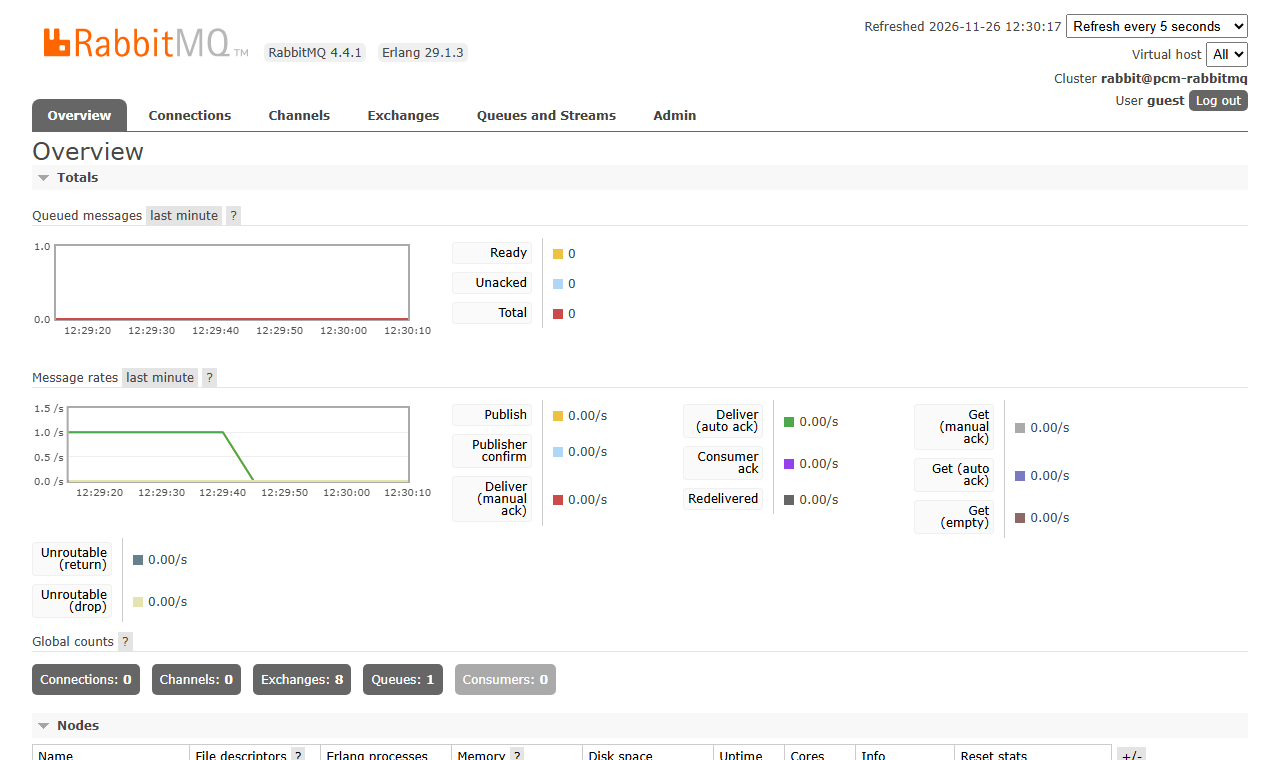 RabbitMQ TM RabbitMQ 4.4.1 Erlang 29.1.3
Refreshed 2026-11-26 12:30:17 Refresh every 5 seconds
Virtual host All
Cluster rabbit@pcm-rabbitmq
User guest Log out
Overview Connections Channels Exchanges Queues and Streams Admin
Overview
Totals
Queued messages last minute ?
1.0
0.0
12:29:20 12:29:30 12:29:40 12:29:50 12:30:00 12:30:10
Ready 0
Unacked 0
Total 0
Message rates last minute ?
1.5 /s
1.0 /s
0.5 /s
0.0 /s
12:29:20 12:29:30 12:29:40 12:29:50 12:30:00 12:30:10
Publish 0.00/s
Publisher
confirm 0.00/s
Deliver
(manual
ack) 0.00/s
Deliver
(auto ack) 0.00/s
Consumer
ack 0.00/s
Redelivered 0.00/s
Get
(manual
ack) 0.00/s
Get (auto
ack) 0.00/s
Get
(empty) 0.00/s
Unroutable
(return) 0.00/s
Unroutable
(drop) 0.00/s
Global counts ?
Connections: 0 Channels: 0 Exchanges: 8 Queues: 1 Consumers: 0
Nodes
Name File descriptors ? Erlang processes Memory ? Disk space Uptime Cores Info Reset stats +/-